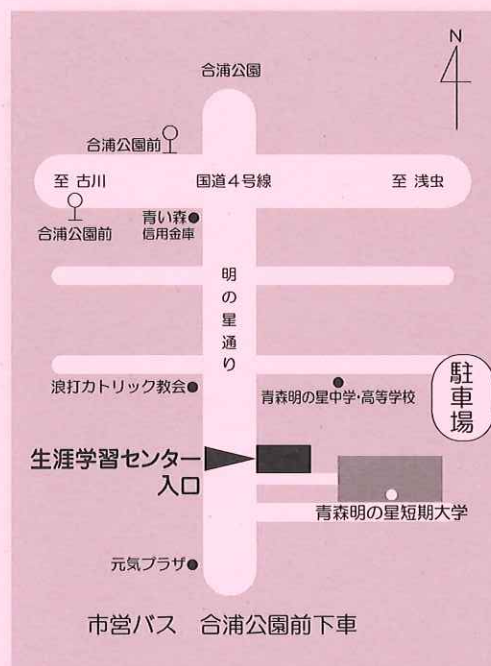 合浦公園
N
合浦公園前
至 古川
国道4号線
至 浅虫
合浦公園前
青い森
信用金庫
明の星通り
浪打カトリック教会
青森明の星中学・高等学校
駐車場
生涯学習センター
入口
青森明の星短期大学
元気プラザ
市営バス 合浦公園前下車